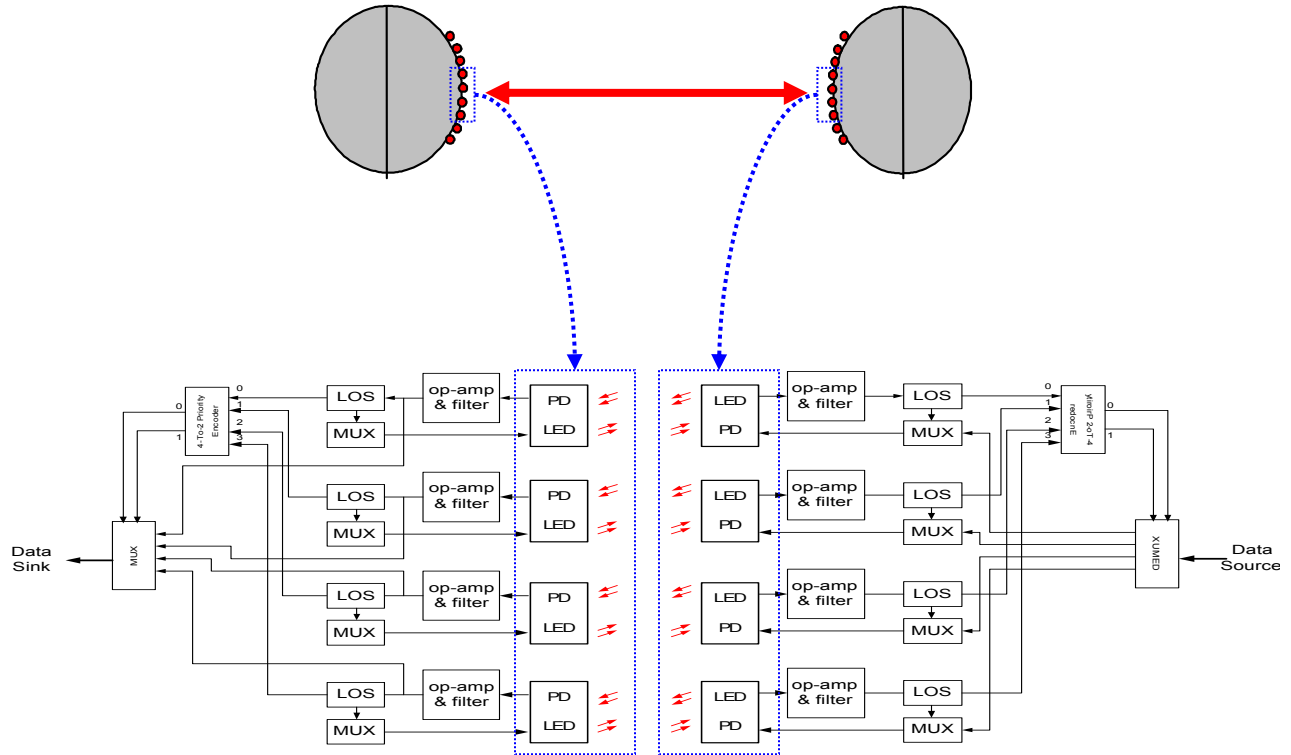 0
LOS
op-amp
& filter
PD
LED
MUX
LED
PD
op-amp
& filter
LOS
MUX
0
1
2
3
4-To-2 Priority
Encoder
0
1
1
2
3
ytiroirP 2-oT-4
redocnE
0
1
LOS
MUX
op-amp
& filter
PD
LED
LED
PD
op-amp
& filter
LOS
MUX
Data
Sink
MUX
XUMED
Data
Source
LOS
MUX
op-amp
& filter
PD
LED
LED
PD
op-amp
& filter
LOS
MUX
LOS
MUX
op-amp
& filter
PD
LED
LED
PD
op-amp
& filter
LOS
MUX